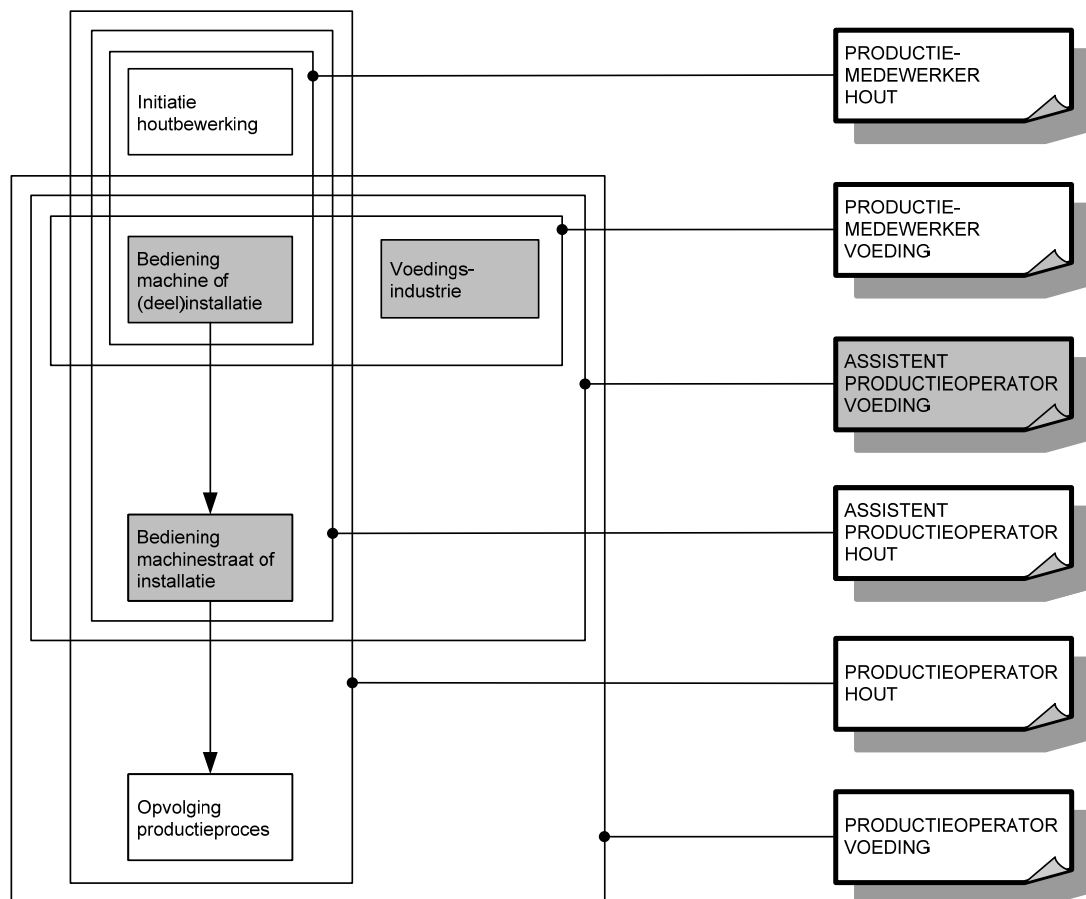 Initiatie
houtbewerking
Bediening
machine of
(deel)installatie
Voedings-
industrie
Bediening
machinestraat of
installatie
Opvolging
productieproces
PRODUCTIE-
MEDEWERKER
HOUT
PRODUCTIE-
MEDEWERKER
VOEDING
ASSISTENT
PRODUCTIEOPERATOR
VOEDING
ASSISTENT
PRODUCTIEOPERATOR
HOUT
PRODUCTIEOPERATOR
HOUT
PRODUCTIEOPERATOR
VOEDING